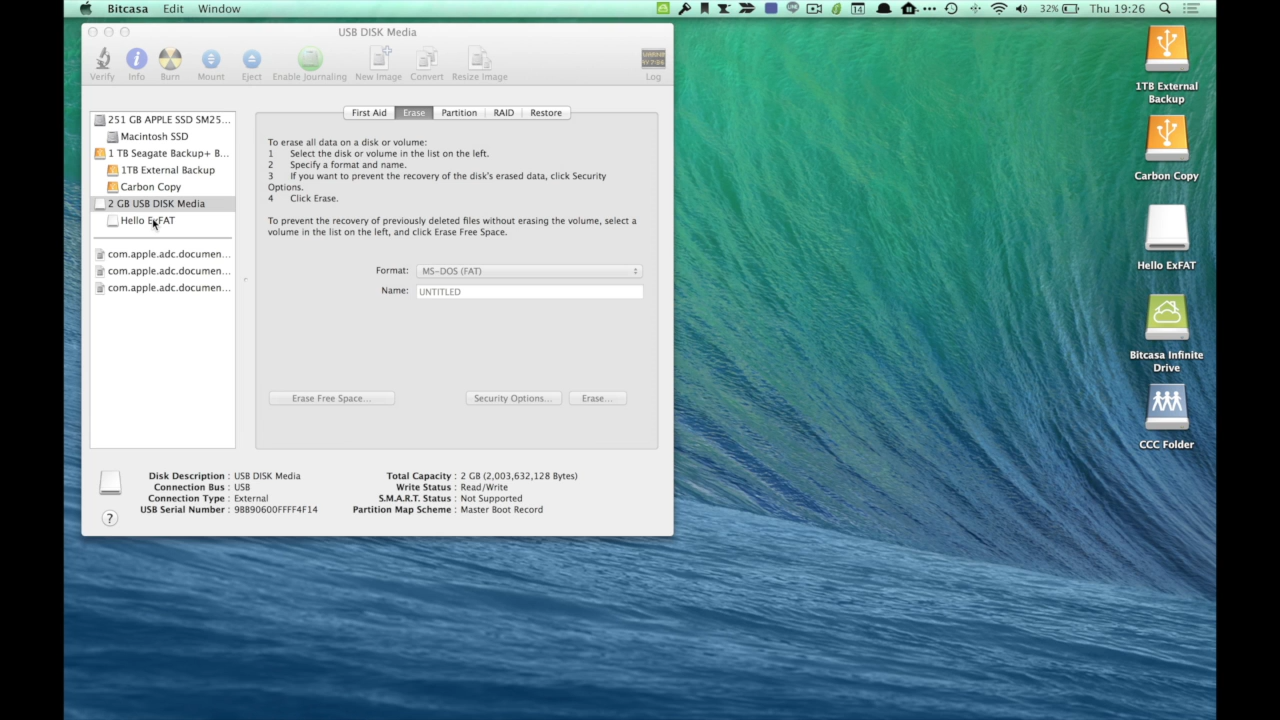 Bitcasa Edit Window
14 32% Thu 19:26
USB DISK Media
Verify Info Burn Mount Eject Enable Journaling New Image Convert Resize Image Log
251 GB APPLE SSD SM25...
Macintosh SSD
1 TB Seagate Backup+ B...
1TB External Backup
Carbon Copy
2 GB USB DISK Media
Hello ExFAT
com.apple.adc.documen...
com.apple.adc.documen...
com.apple.adc.documen...
First Aid Erase Partition RAID Restore
To erase all data on a disk or volume:
1 Select the disk or volume in the list on the left.
2 Specify a format and name.
3 If you want to prevent the recovery of the disk's erased data, click Security
Options.
4 Click Erase.
To prevent the recovery of previously deleted files without erasing the volume, select a
volume in the list on the left, and click Erase Free Space.
Format: MS-DOS (FAT)
Name: UNTITLED
Erase Free Space... Security Options... Erase...
Disk Description : USB DISK Media
Connection Bus : USB
Connection Type : External
USB Serial Number : 98B90600FFFF4F14
Total Capacity : 2 GB (2,003,632,128 Bytes)
Write Status : Read/Write
S.M.A.R.T. Status : Not Supported
Partition Map Scheme : Master Boot Record
?
1TB External
Backup
Carbon Copy
Hello ExFAT
Bitcasa Infinite
Drive
CCC Folder